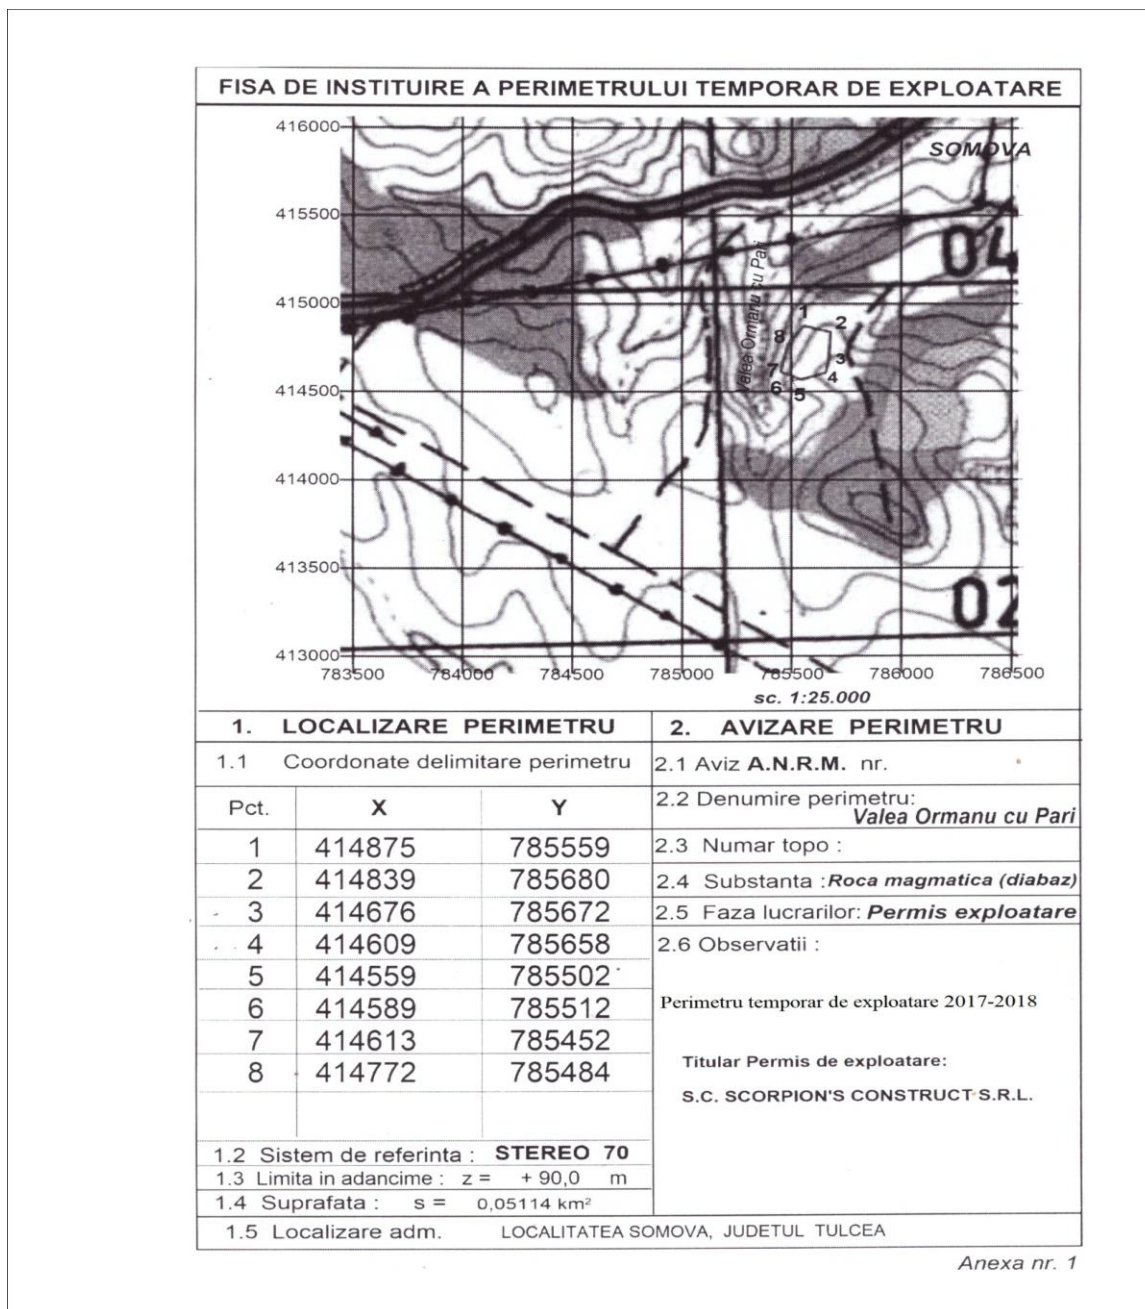 FISA DE INSTITUIRE A PERIMETRULUI TEMPORAR DE EXPLOATARE
416000
SOMOVA
415500
04
Valea Ormanu cu Pari
415000
1
2
8
3
7
4
414500
6
5
414000
413500
02
413000
783500 784000 784500 785000 785500 786000 786500
sc. 1:25.000
1. LOCALIZARE PERIMETRU
1.1 Coordonate delimitare perimetru
Pct. X Y
1 414875 785559
2 414839 785680
3 414676 785672
4 414609 785658
5 414559 785502
6 414589 785512
7 414613 785452
8 414772 785484
1.2 Sistem de referinta : STEREO 70
1.3 Limita in adancime : z = + 90,0 m
1.4 Suprafata : s = 0,05114 km²
2. AVIZARE PERIMETRU
2.1 Aviz A.N.R.M. nr.
2.2 Denumire perimetru:
Valea Ormanu cu Pari
2.3 Numar topo :
2.4 Substanta : Roca magmatica (diabaz)
2.5 Faza lucrarilor: Permis exploatare
2.6 Observatii :
Perimetru temporar de exploatare 2017-2018
Titular Permis de exploatare:
S.C. SCORPION'S CONSTRUCT S.R.L.
1.5 Localizare adm. LOCALITATEA SOMOVA, JUDETUL TULCEA
Anexa nr. 1